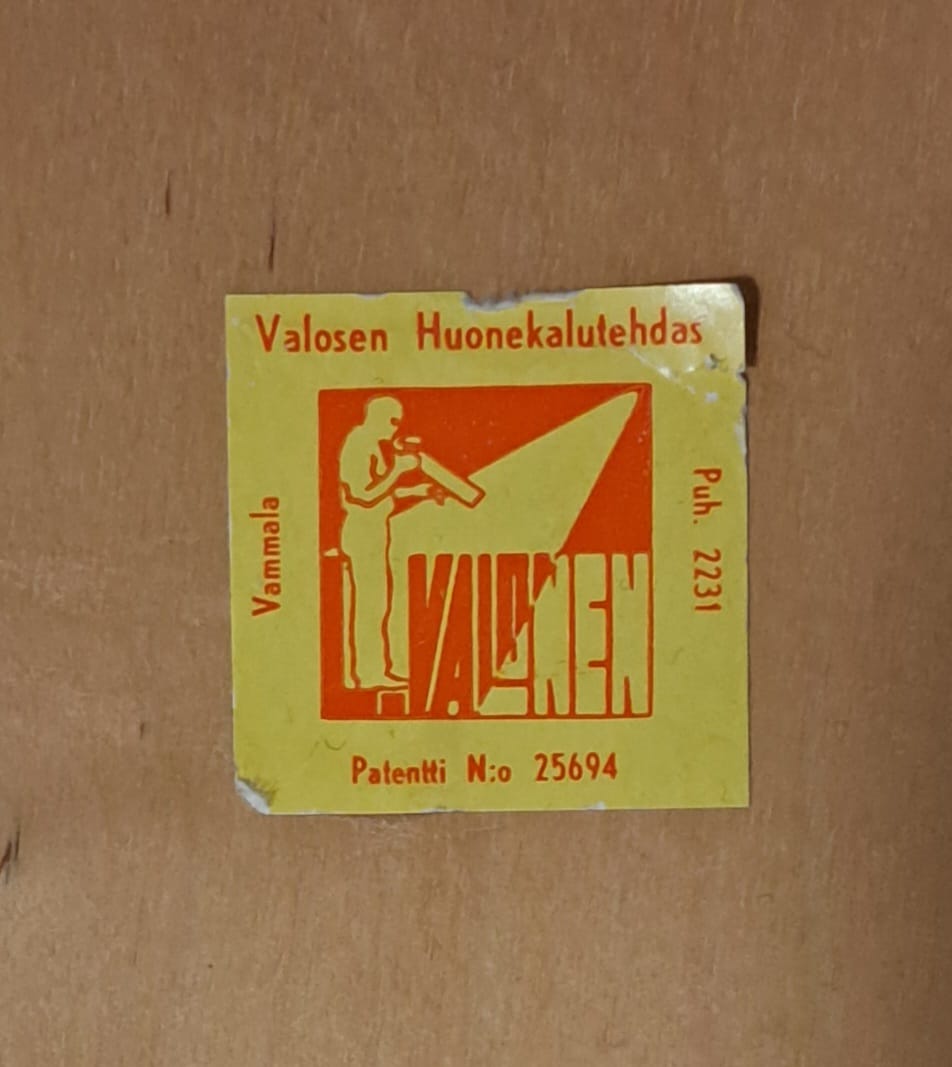 Valosen Huonekalutehdas
Vammala
Puh. 2231
VALONEN
Patentti N:o 25694